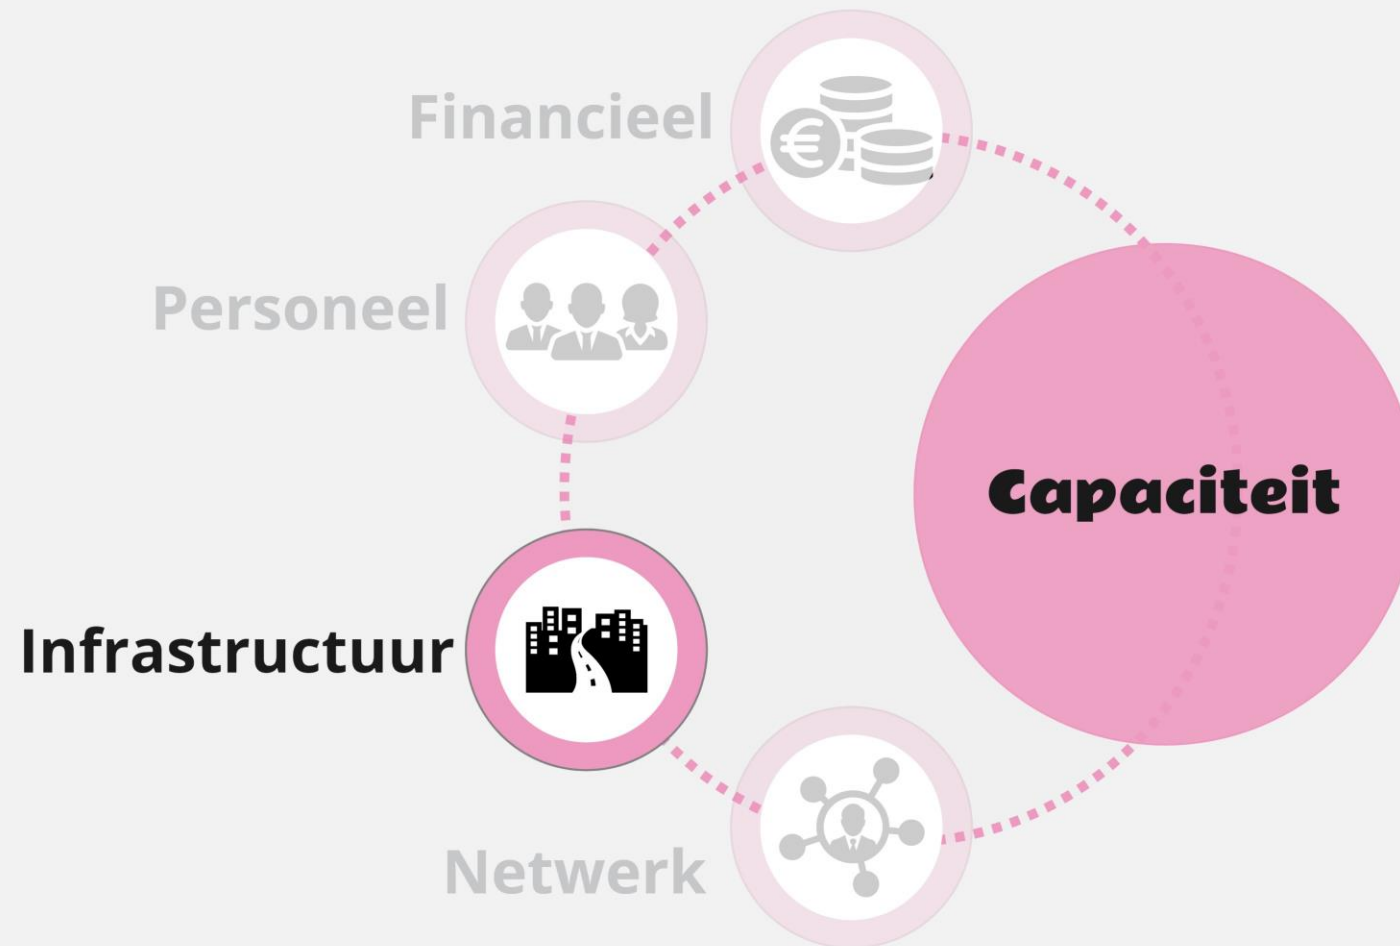 Financieel
Personeel
Capaciteit
Infrastructuur
Netwerk